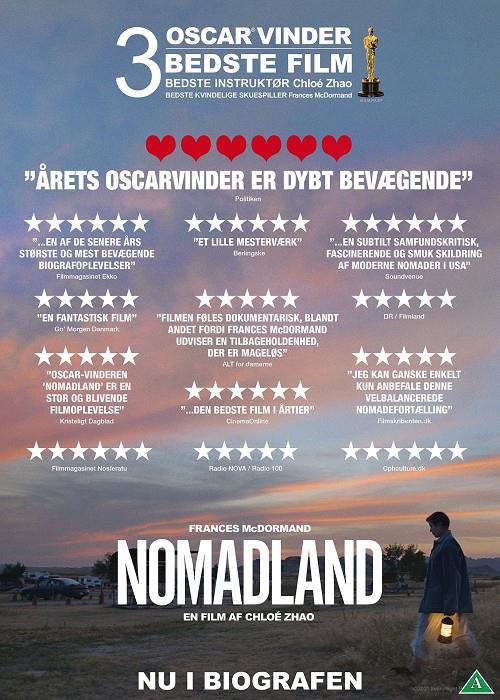 3 OSCAR® VINDER
BEDSTE FILM
BEDSTE INSTRUKTØR Chloé Zhao
BEDSTE KVINDELIGE SKUESPILLER Frances McDormand
"ÅRETS OSCARVINDER ER DYBT BEVÆGENDE"
Politiken
"...EN AF DE SENERE ÅRS
STØRSTE OG MEST BEVÆGENDE
BIOGRAFOPLEVELSER"
Filmmagasinet Ekko
"ET LILLE MESTERVÆRK"
Berlingske
"...EN SUBTILT SAMFUNDSKRITISK,
FASCINERENDE OG SMUK SKILDRING
AF MODERNE NOMADER I USA"
Soundvenue
"EN FANTASTISK FILM"
Go' Morgen Danmark
"FILMEN FØLES DOKUMENTARISK, BLANDT
ANDET FORDI FRANCES McDORMAND
UDVISER EN TILBAGEHOLDENHED,
DER ER MAGELØS"
ALT for damerne
DR / Filmland
"OSCAR-VINDEREN
'NOMADLAND' ER EN
STOR OG BLIVENDE
FILMOPLEVELSE"
Kristeligt Dagblad
"...DEN BEDSTE FILM I ÅRTIER"
CinemaOnline
"JEG KAN GANSKE ENKELT
KUN ANBEFALE DENNE
VELBALANCEREDE
NOMADEFORTÆLLING"
Filmskribenten.dk
Filmmagasinet Nosferatu
Radio NOVA / Radio 100
Cphculture.dk
FRANCES McDORMAND
NOMADLAND
EN FILM AF CHLOÉ ZHAO
NU I BIOGRAFEN
A